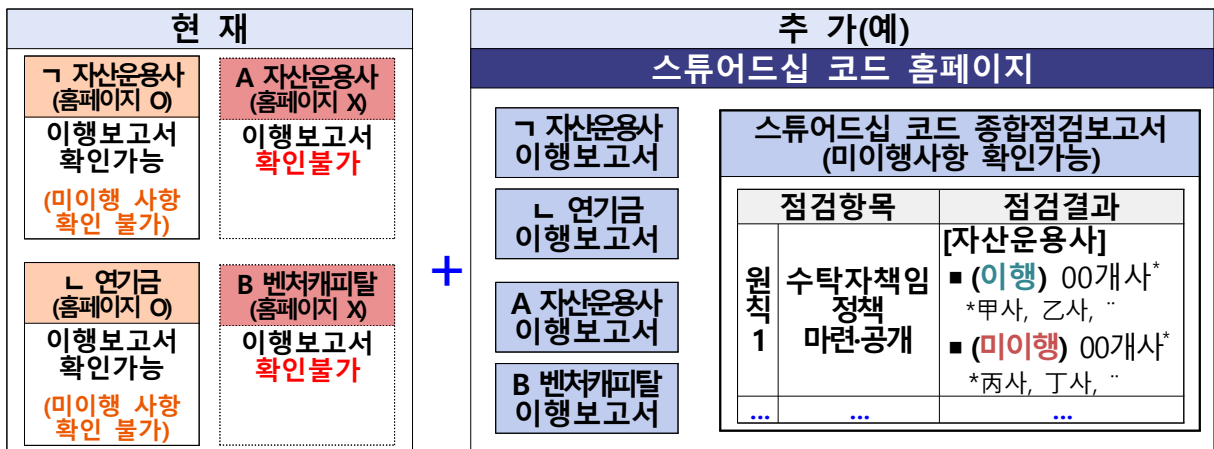 현 재
ㄱ 자산운용사
(홈페이지 O)
이행보고서
확인가능
(미이행 사항
확인 불가)
A 자산운용사
(홈페이지 X)
이행보고서
확인불가
ㄴ 연기금
(홈페이지 O)
이행보고서
확인가능
(미이행 사항
확인 불가)
B 벤처캐피탈
(홈페이지 X)
이행보고서
확인불가
+
추 가(예)
스튜어드십 코드 홈페이지
ㄱ 자산운용사
이행보고서
ㄴ 연기금
이행보고서
A 자산운용사
이행보고서
B 벤처캐피탈
이행보고서
스튜어드십 코드 종합점검보고서
(미이행사항 확인가능)
점검항목 점검결과
원칙1
수탁자책임
정책
마련·공개
[자산운용사]
▪ (이행) 00개사*
*甲사, 乙사, ¨
▪ (미이행) 00개사*
*丙사, 丁사, ¨
... ... ...